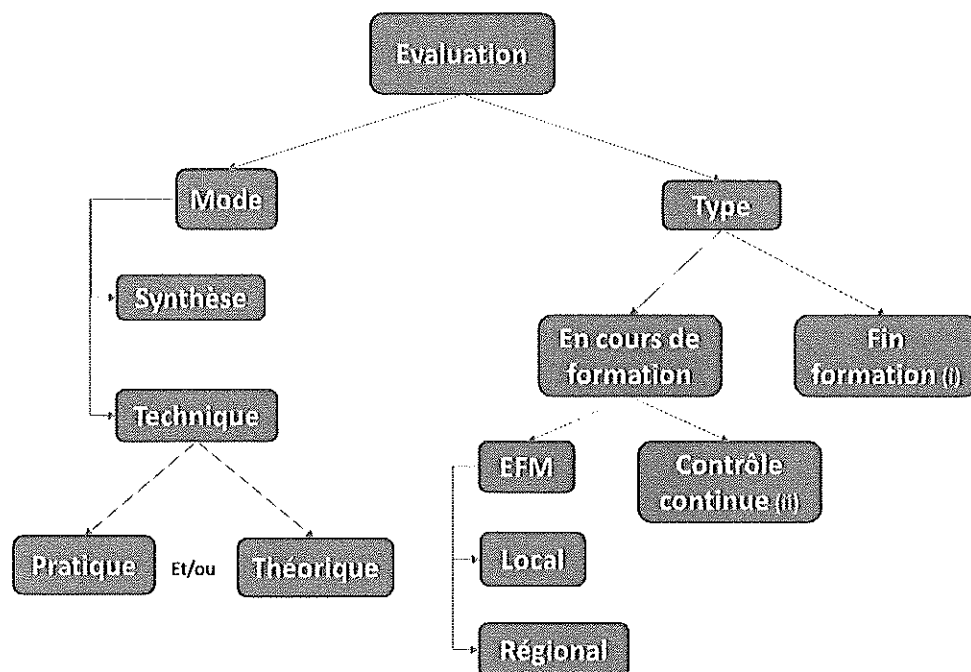 Evaluation
Mode
Type
Synthèse
En cours de
formation
Fin
formation (i)
Technique
EFM
Contrôle
continue (ii)
Pratique
Et/ou
Théorique
Local
Régional